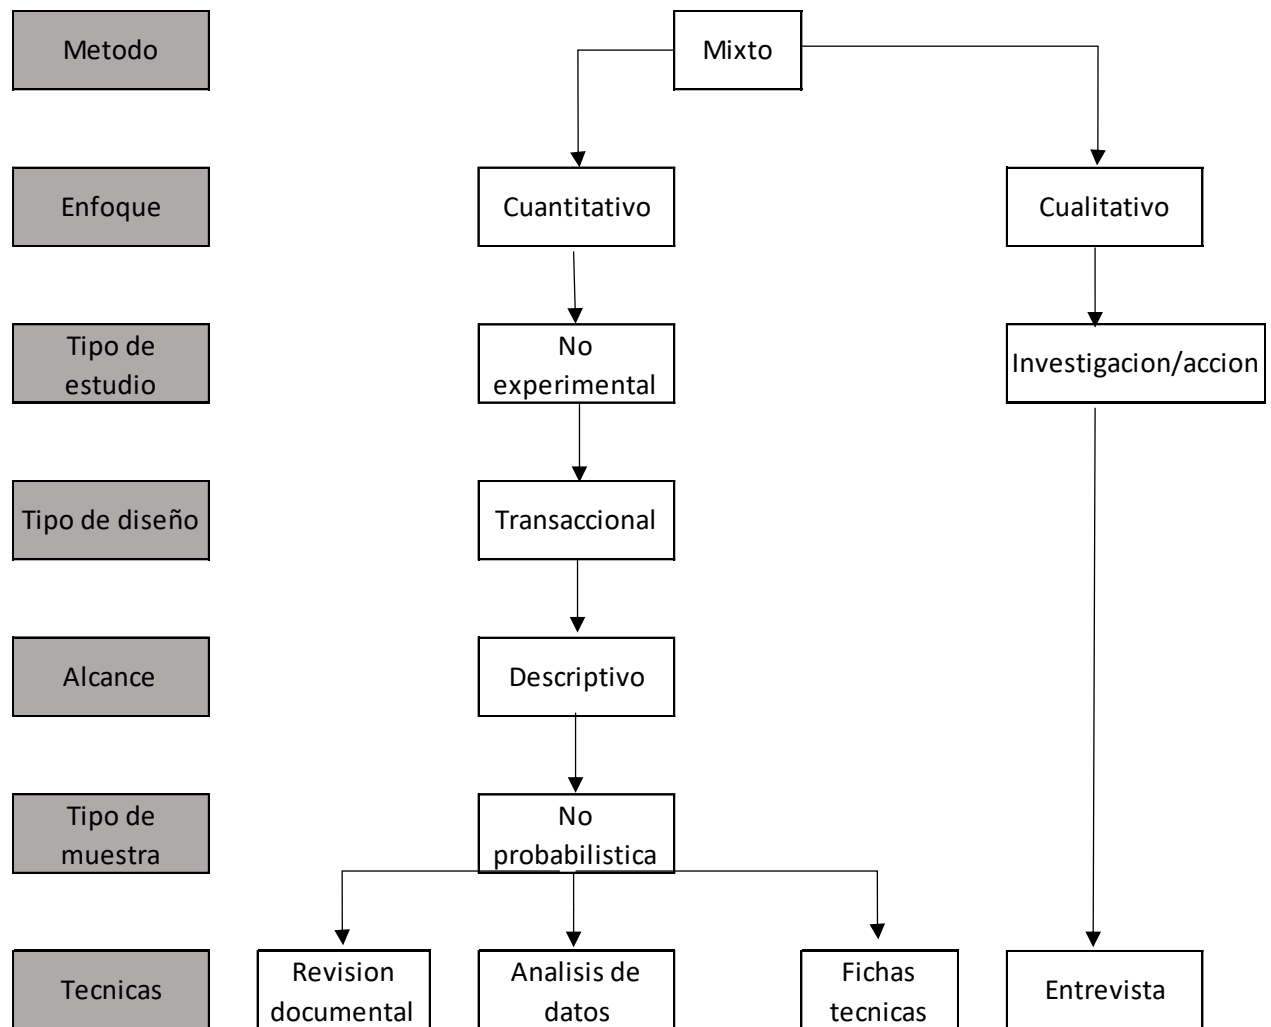 Metodo
Mixto
Enfoque
Cuantitativo
Cualitativo
Tipo de
estudio
No
experimental
Investigacion/accion
Tipo de diseño
Transaccional
Alcance
Descriptivo
Tipo de
muestra
No
probabilistica
Tecnicas
Revision
documental
Analisis de
datos
Fichas
tecnicas
Entrevista